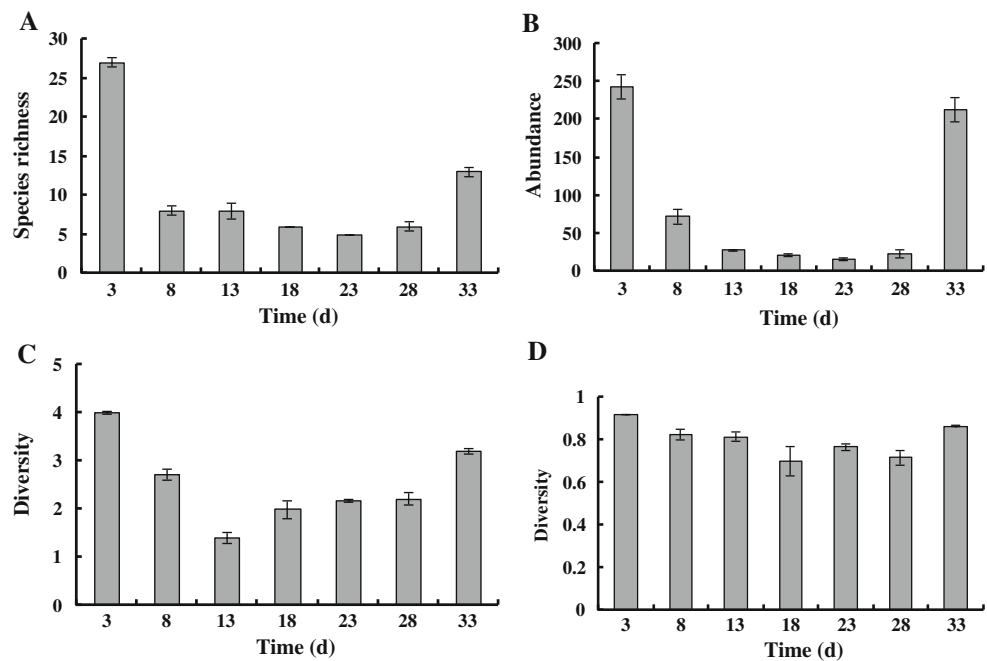 A
Species richness
30
25
20
15
10
5
0
3 8 13 18 23 28 33
Time (d)
B
Abundance
300
250
200
150
100
50
0
3 8 13 18 23 28 33
Time (d)
C
Diversity
5
4
3
2
1
0
3 8 13 18 23 28 33
Time (d)
D
Diversity
1
0.8
0.6
0.4
0.2
0
3 8 13 18 23 28 33
Time (d)